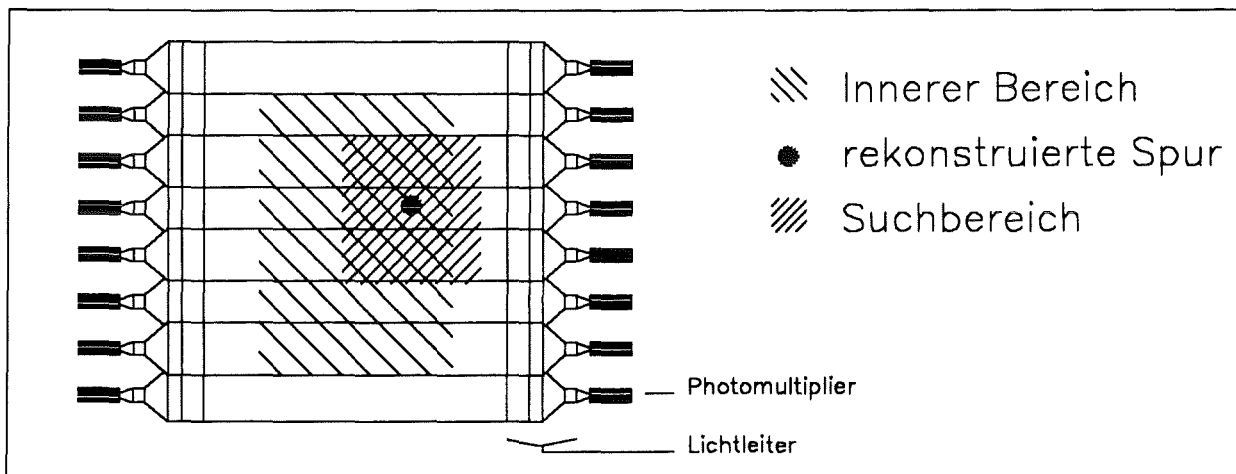 Innerer Bereich
rekonstruierte Spur
Suchbereich
Photomultiplier
Lichtleiter